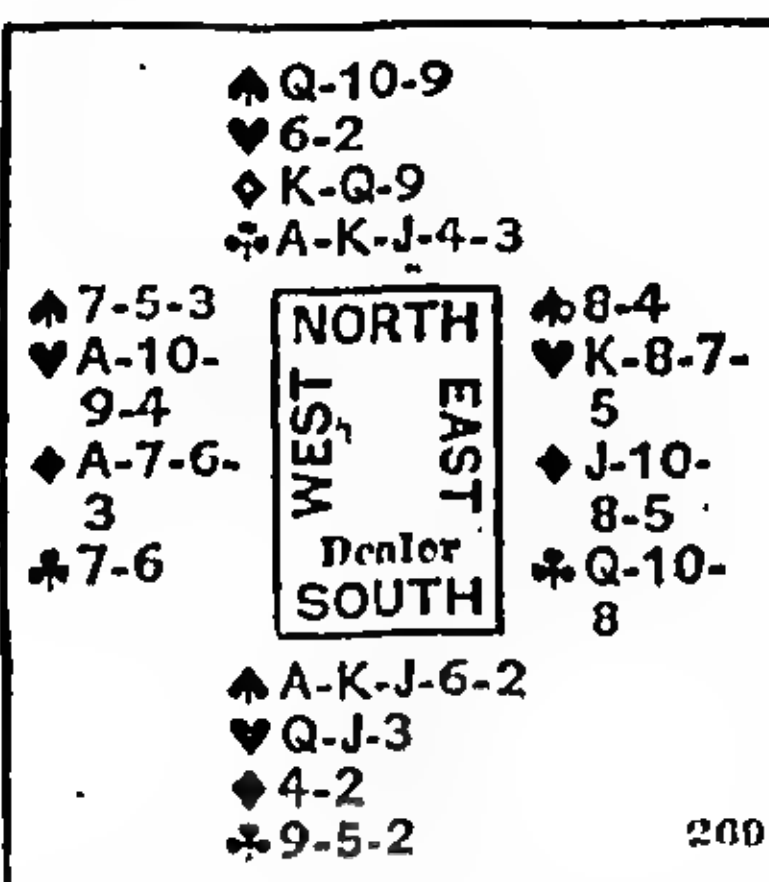 ♠ Q-10-9
♥ 6-2
♦ K-Q-9
♣ A-K-J-4-3
♠ 7-5-3
♥ A-10-
9-4
♦ A-7-6-
3
♣ 7-6
NORTH
WEST
EAST
Dealer
SOUTH
♠ 8-4
♥ K-8-7-
5
♦ J-10-
8-5
♣ Q-10-
8
♠ A-K-J-6-2
♥ Q-J-3
♦ 4-2
♣ 9-5-2